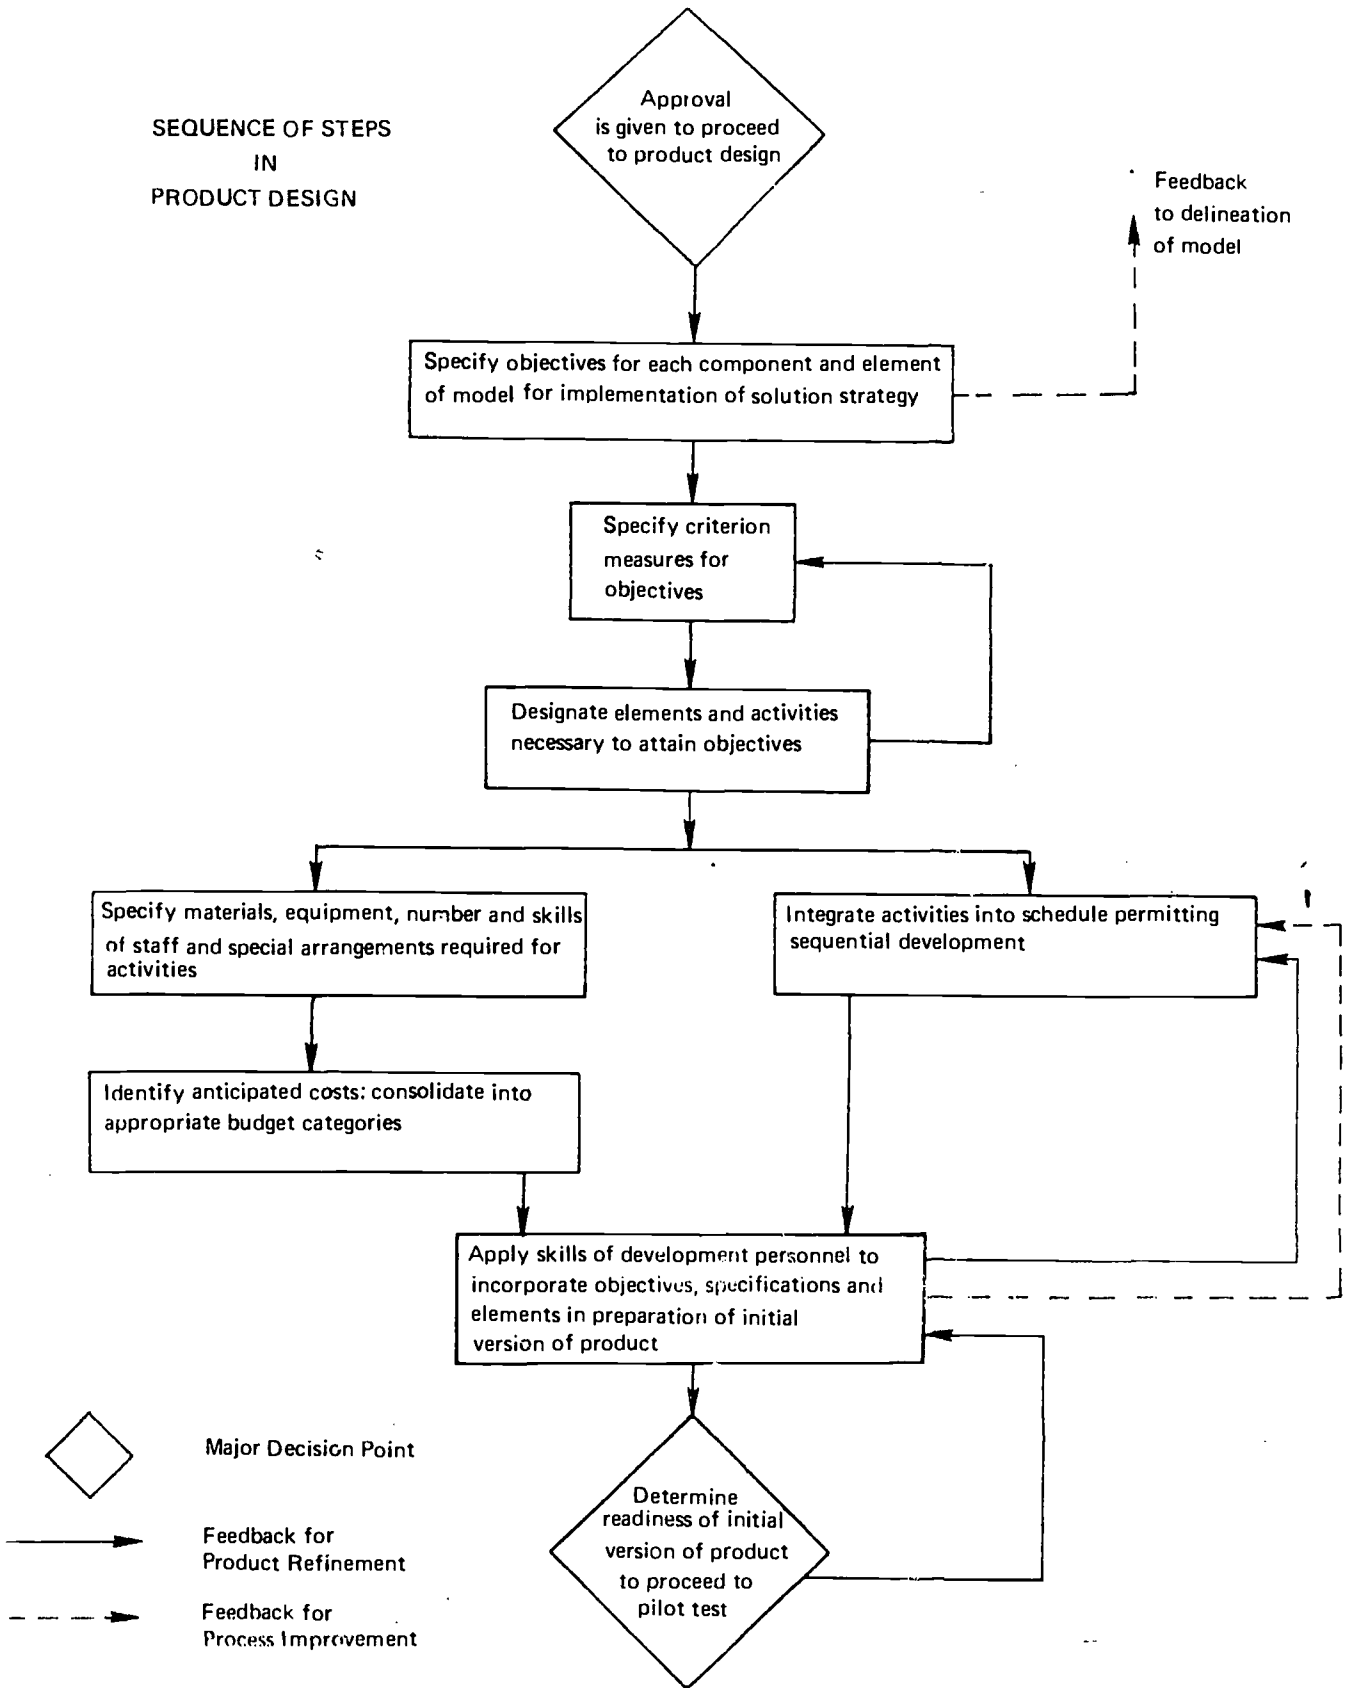 SEQUENCE OF STEPS
IN
PRODUCT DESIGN
Approval
is given to proceed
to product design
Feedback
to delineation
of model
Specify objectives for each component and element
of model for implementation of solution strategy
Specify criterion
measures for
objectives
Designate elements and activities
necessary to attain objectives
Specify materials, equipment, number and skills
of staff and special arrangements required for
activities
Integrate activities into schedule permitting
sequential development
Identify anticipated costs: consolidate into
appropriate budget categories
Apply skills of development personnel to
incorporate objectives, specifications and
elements in preparation of initial
version of product
Major Decision Point
Determine
readiness of initial
version of product
to proceed to
pilot test
Feedback for
Product Refinement
Feedback for
Process Improvement